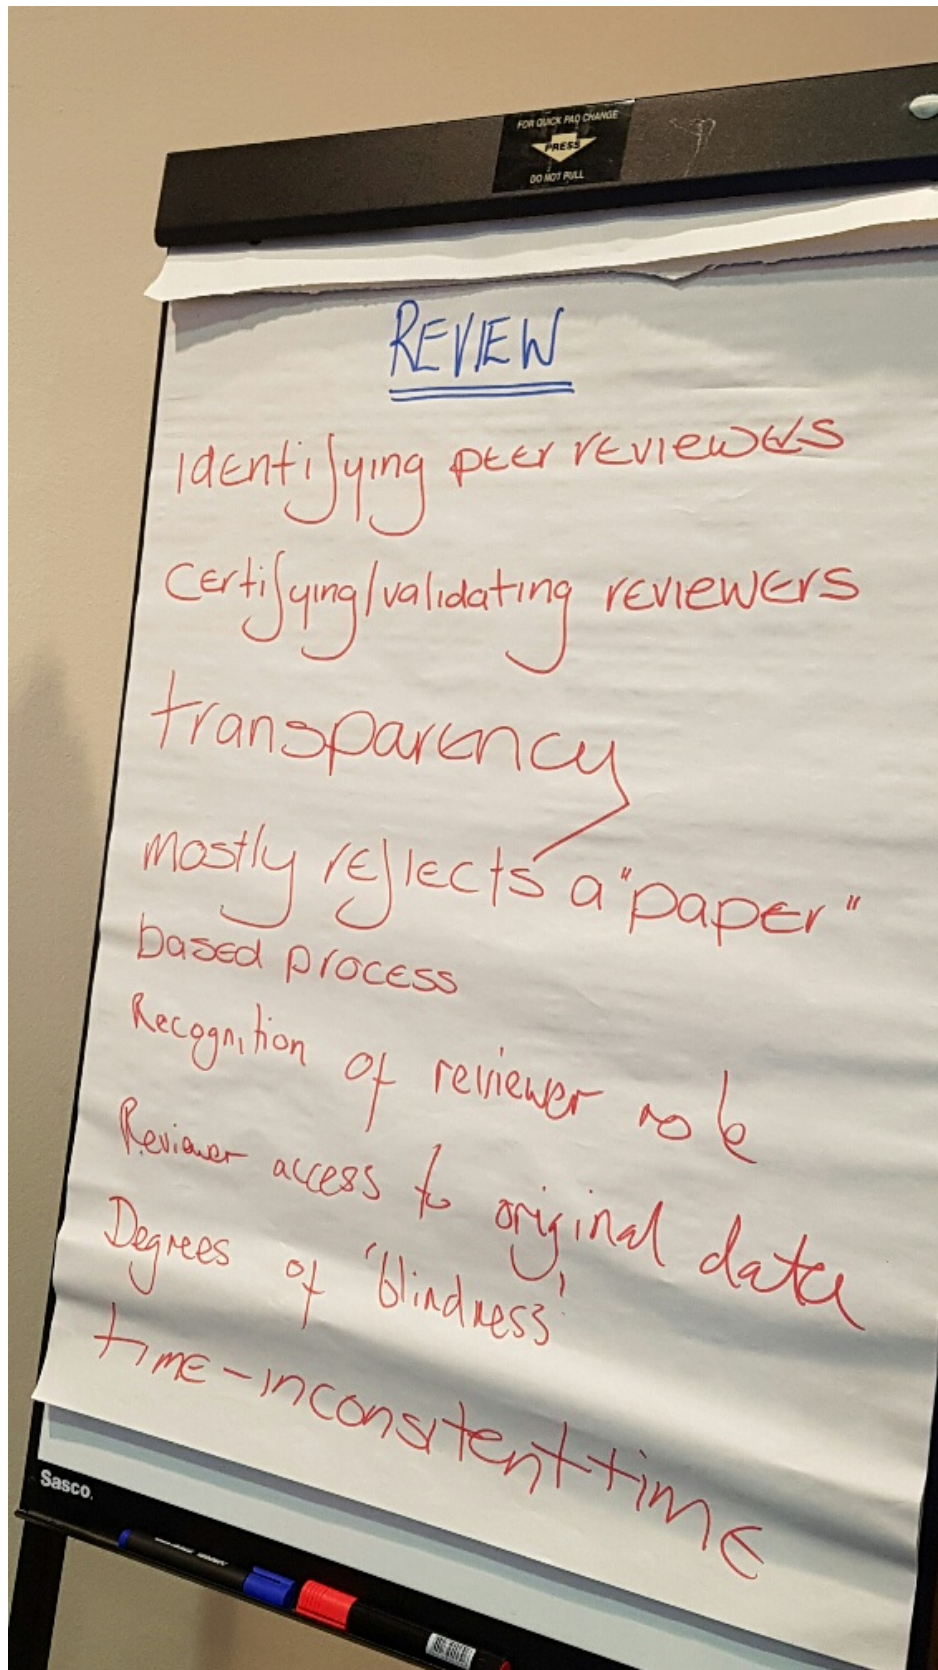 FOR QUICK PAD CHANGE
PRESS
DO NOT PULL
REVIEW
identifying peer reviewers
certifying/validating reviewers
transparency
mostly reflects a "paper"
based process
Recognition of reviewer role
Reviewer access to original data
Degrees of 'blindness'
time - inconsitent time
Sasco.